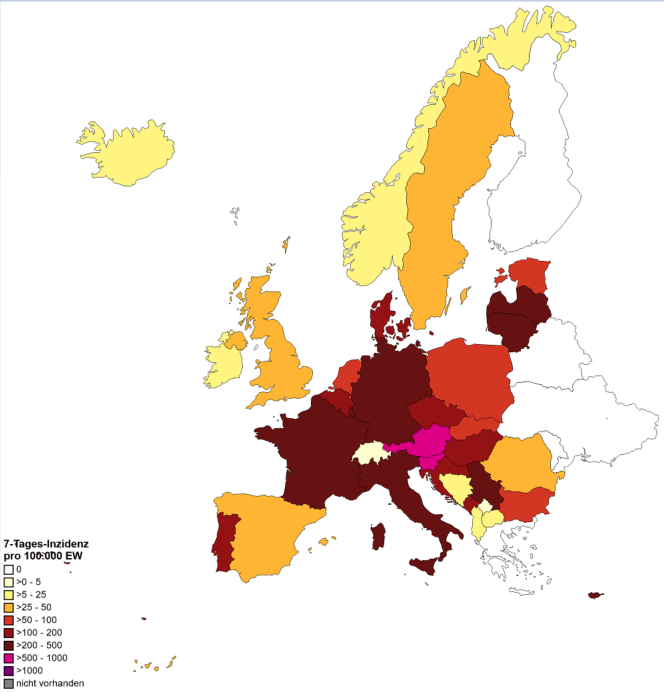 7-Tages-Inzidenz
pro 100.000 EW
0
>0 - 5
>5 - 25
>25 - 50
>50 - 100
>100 - 200
>200 - 500
>500 - 1000
>1000
nicht vorhanden